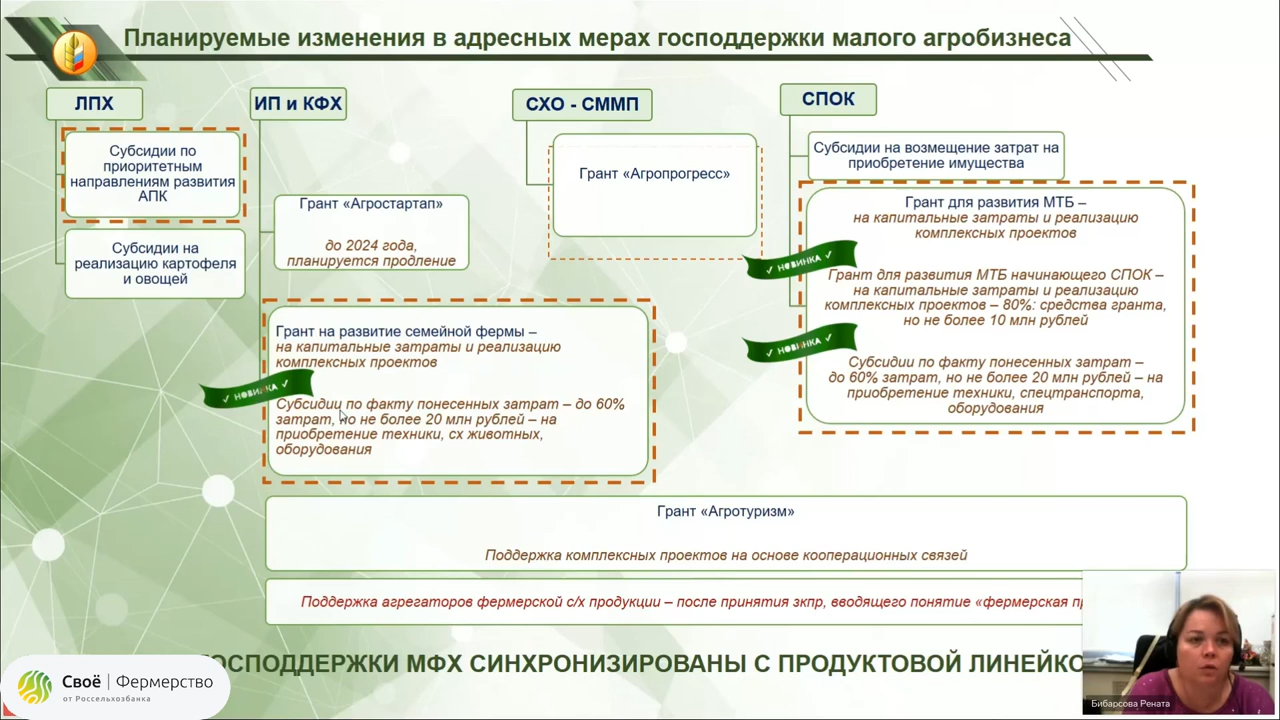 Планируемые изменения в адресных мерах господдержки малого агробизнеса
ЛПХ
Субсидии по
приоритетным
направлениям развития
АПК
Субсидии на
реализацию картофеля
и овощей
ИП и КФХ
Грант «Агростартап»
до 2024 года,
планируется продление
Грант на развитие семейной фермы –
на капитальные затраты и реализацию
комплексных проектов
НОВИНКА
Субсидии по факту понесенных затрат – до 60%
затрат, но не более 20 млн рублей – на
приобретение техники, сх животных,
оборудования
СХО - СММП
Грант «Агропрогресс»
СПОК
Субсидии на возмещение затрат на
приобретение имущества
Грант для развития МТБ –
на капитальные затраты и реализацию
комплексных проектов
НОВИНКА
Грант для развития МТБ начинающего СПОК –
на капитальные затраты и реализацию
комплексных проектов – 80%: средства гранта,
но не более 10 млн рублей
НОВИНКА
Субсидии по факту понесенных затрат –
до 60% затрат, но не более 20 млн рублей – на
приобретение техники, спецтранспорта,
оборудования
Грант «Агротуризм»
Поддержка комплексных проектов на основе кооперационных связей
Поддержка агрегаторов фермерской с/х продукции – после принятия зкпр, вводящего понятие «фермерская
ГОСПОДДЕРЖКИ МФХ СИНХРОНИЗИРОВАНЫ С ПРОДУКТОВОЙ
Своё | Фермерство
от Россельхозбанка
Бибарсова Рената